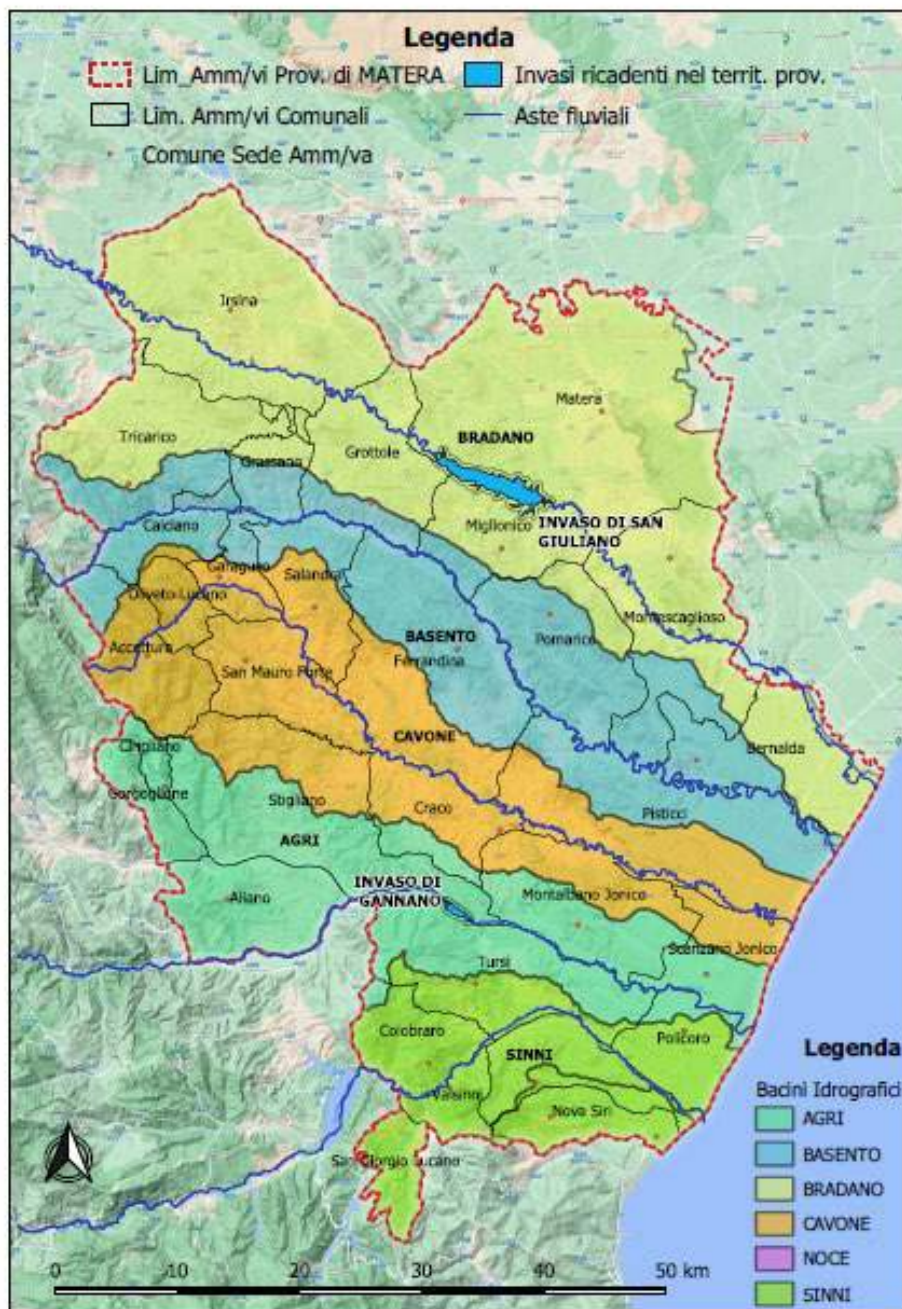 Legenda
Lim_Amm/vi Prov. di MATERA
Invasi ricadenti nel territ. prov.
Lim. Amm/vi Comunali
Aste fluviali
Comune Sede Amm/va
Irsina
Matera
Tricarico
BRADANO
Grottole
Grassano
Miglionico
INVASO DI SAN
GIULIANO
Calciano
Garaguso
Salandra
Oliveto Lucano
Montescaglioso
Pomarico
BASENTO
Accettura
Ferrandina
San Mauro Forte
CAVONE
Bernalda
Cirigliano
Gorgoglione
Stigliano
Craco
Pisticci
AGRI
INVASO DI
GANNANO
Aliano
Montalbano Jonico
Scanzano Jonico
Tursi
Colobraro
Policoro
SINNI
Valsinni
Nova Siri
San Giorgio Lucano
Legenda
Bacini Idrografici
AGRI
BASENTO
BRADANO
CAVONE
NOCE
SINNI
0 10 20 30 40 50 km